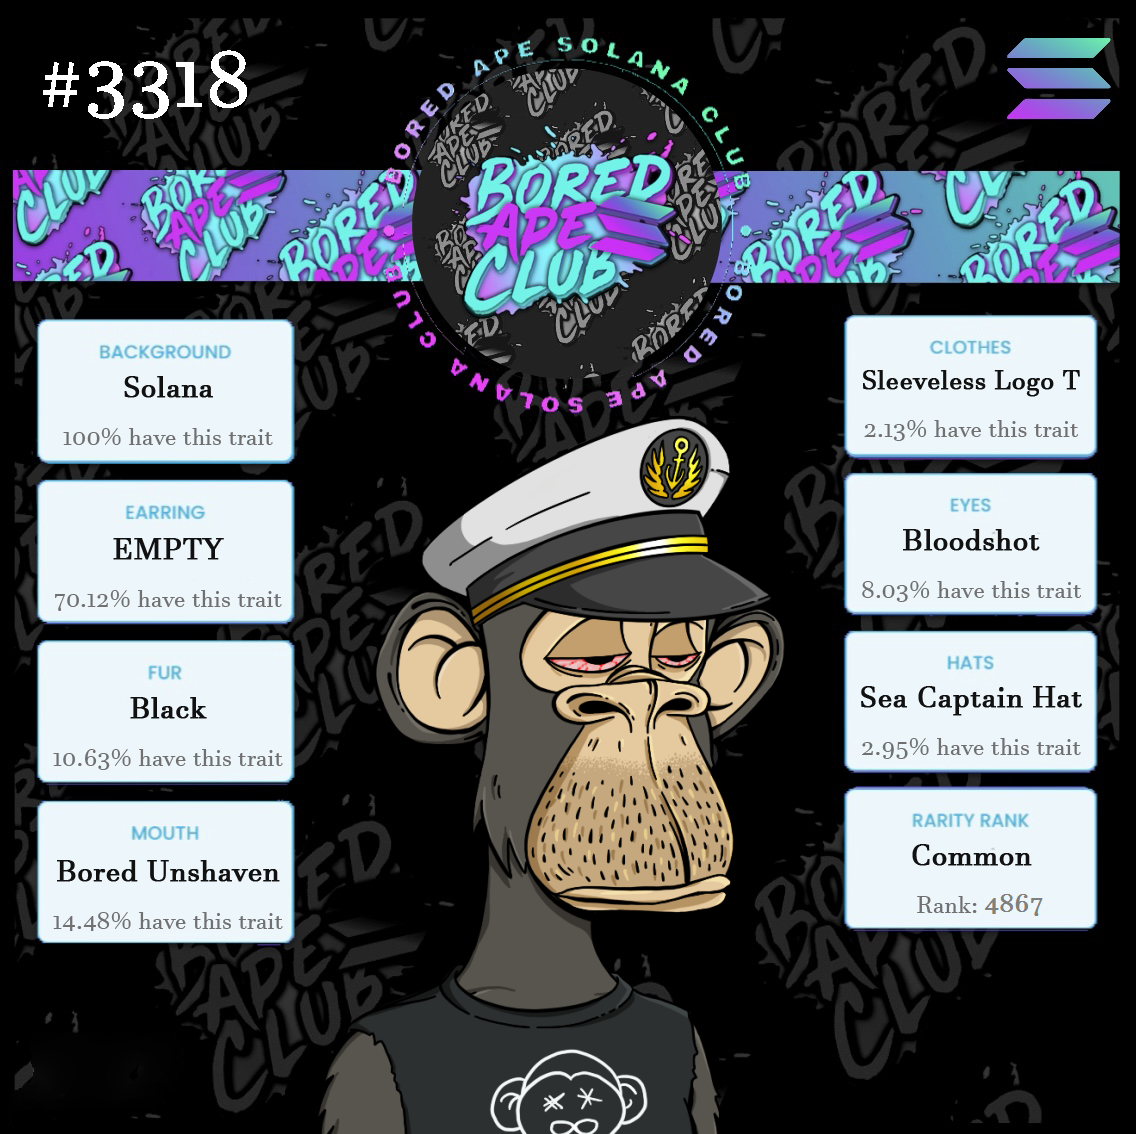 #3318
BORED APE SOLANA CLUB
BORED APE SOLANA CLUB
BORED
APE
CLUB
BACKGROUND
Solana
100% have this trait
EARRING
EMPTY
70.12% have this trait
FUR
Black
10.63% have this trait
MOUTH
Bored Unshaven
14.48% have this trait
CLOTHES
Sleeveless Logo T
2.13% have this trait
EYES
Bloodshot
8.03% have this trait
HATS
Sea Captain Hat
2.95% have this trait
RARITY RANK
Common
Rank: 4867